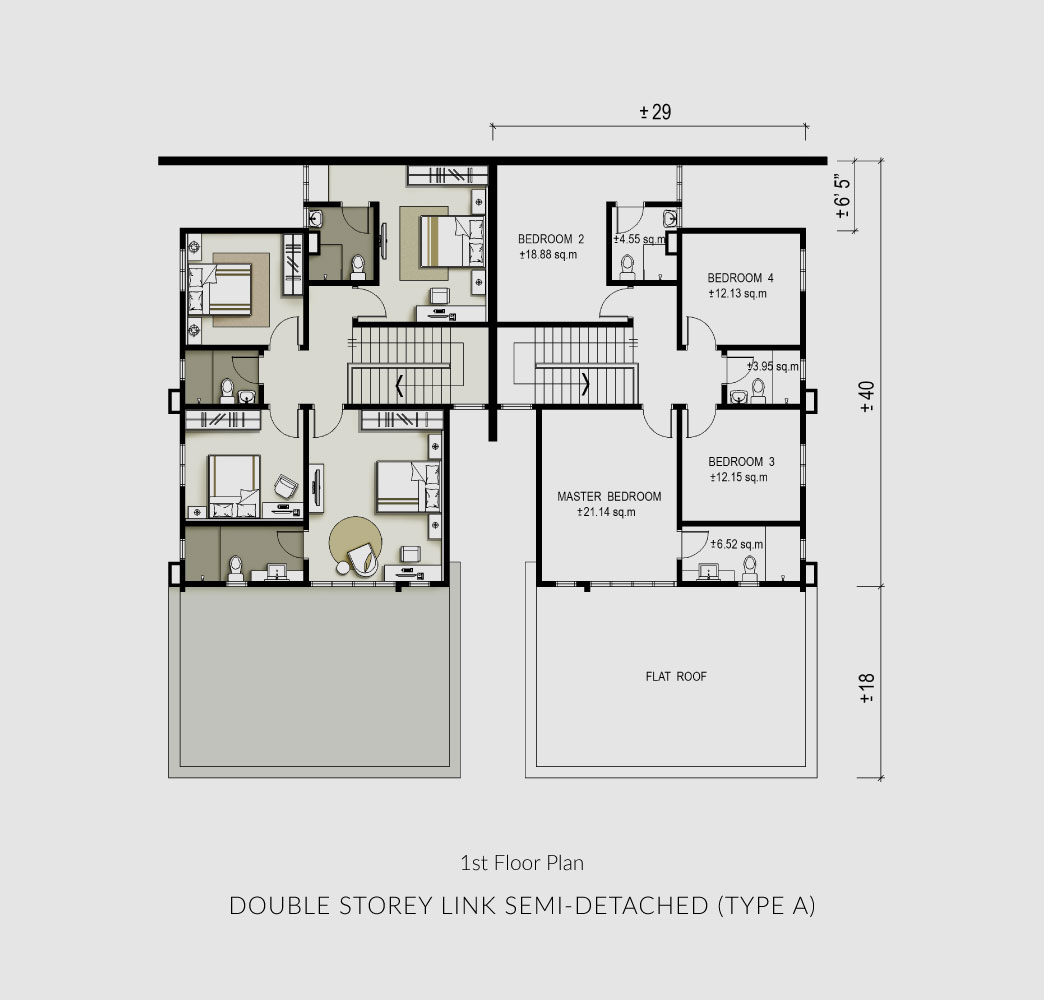 ±29
±6' 5"
BEDROOM 2
±18.88 sq.m
±4.55 sq.m
BEDROOM 4
±12.13 sq.m
±3.95 sq.m
±40
BEDROOM 3
±12.15 sq.m
MASTER BEDROOM
±21.14 sq.m
±6.52 sq.m
FLAT ROOF
±18
1st Floor Plan
DOUBLE STOREY LINK SEMI-DETACHED (TYPE A)